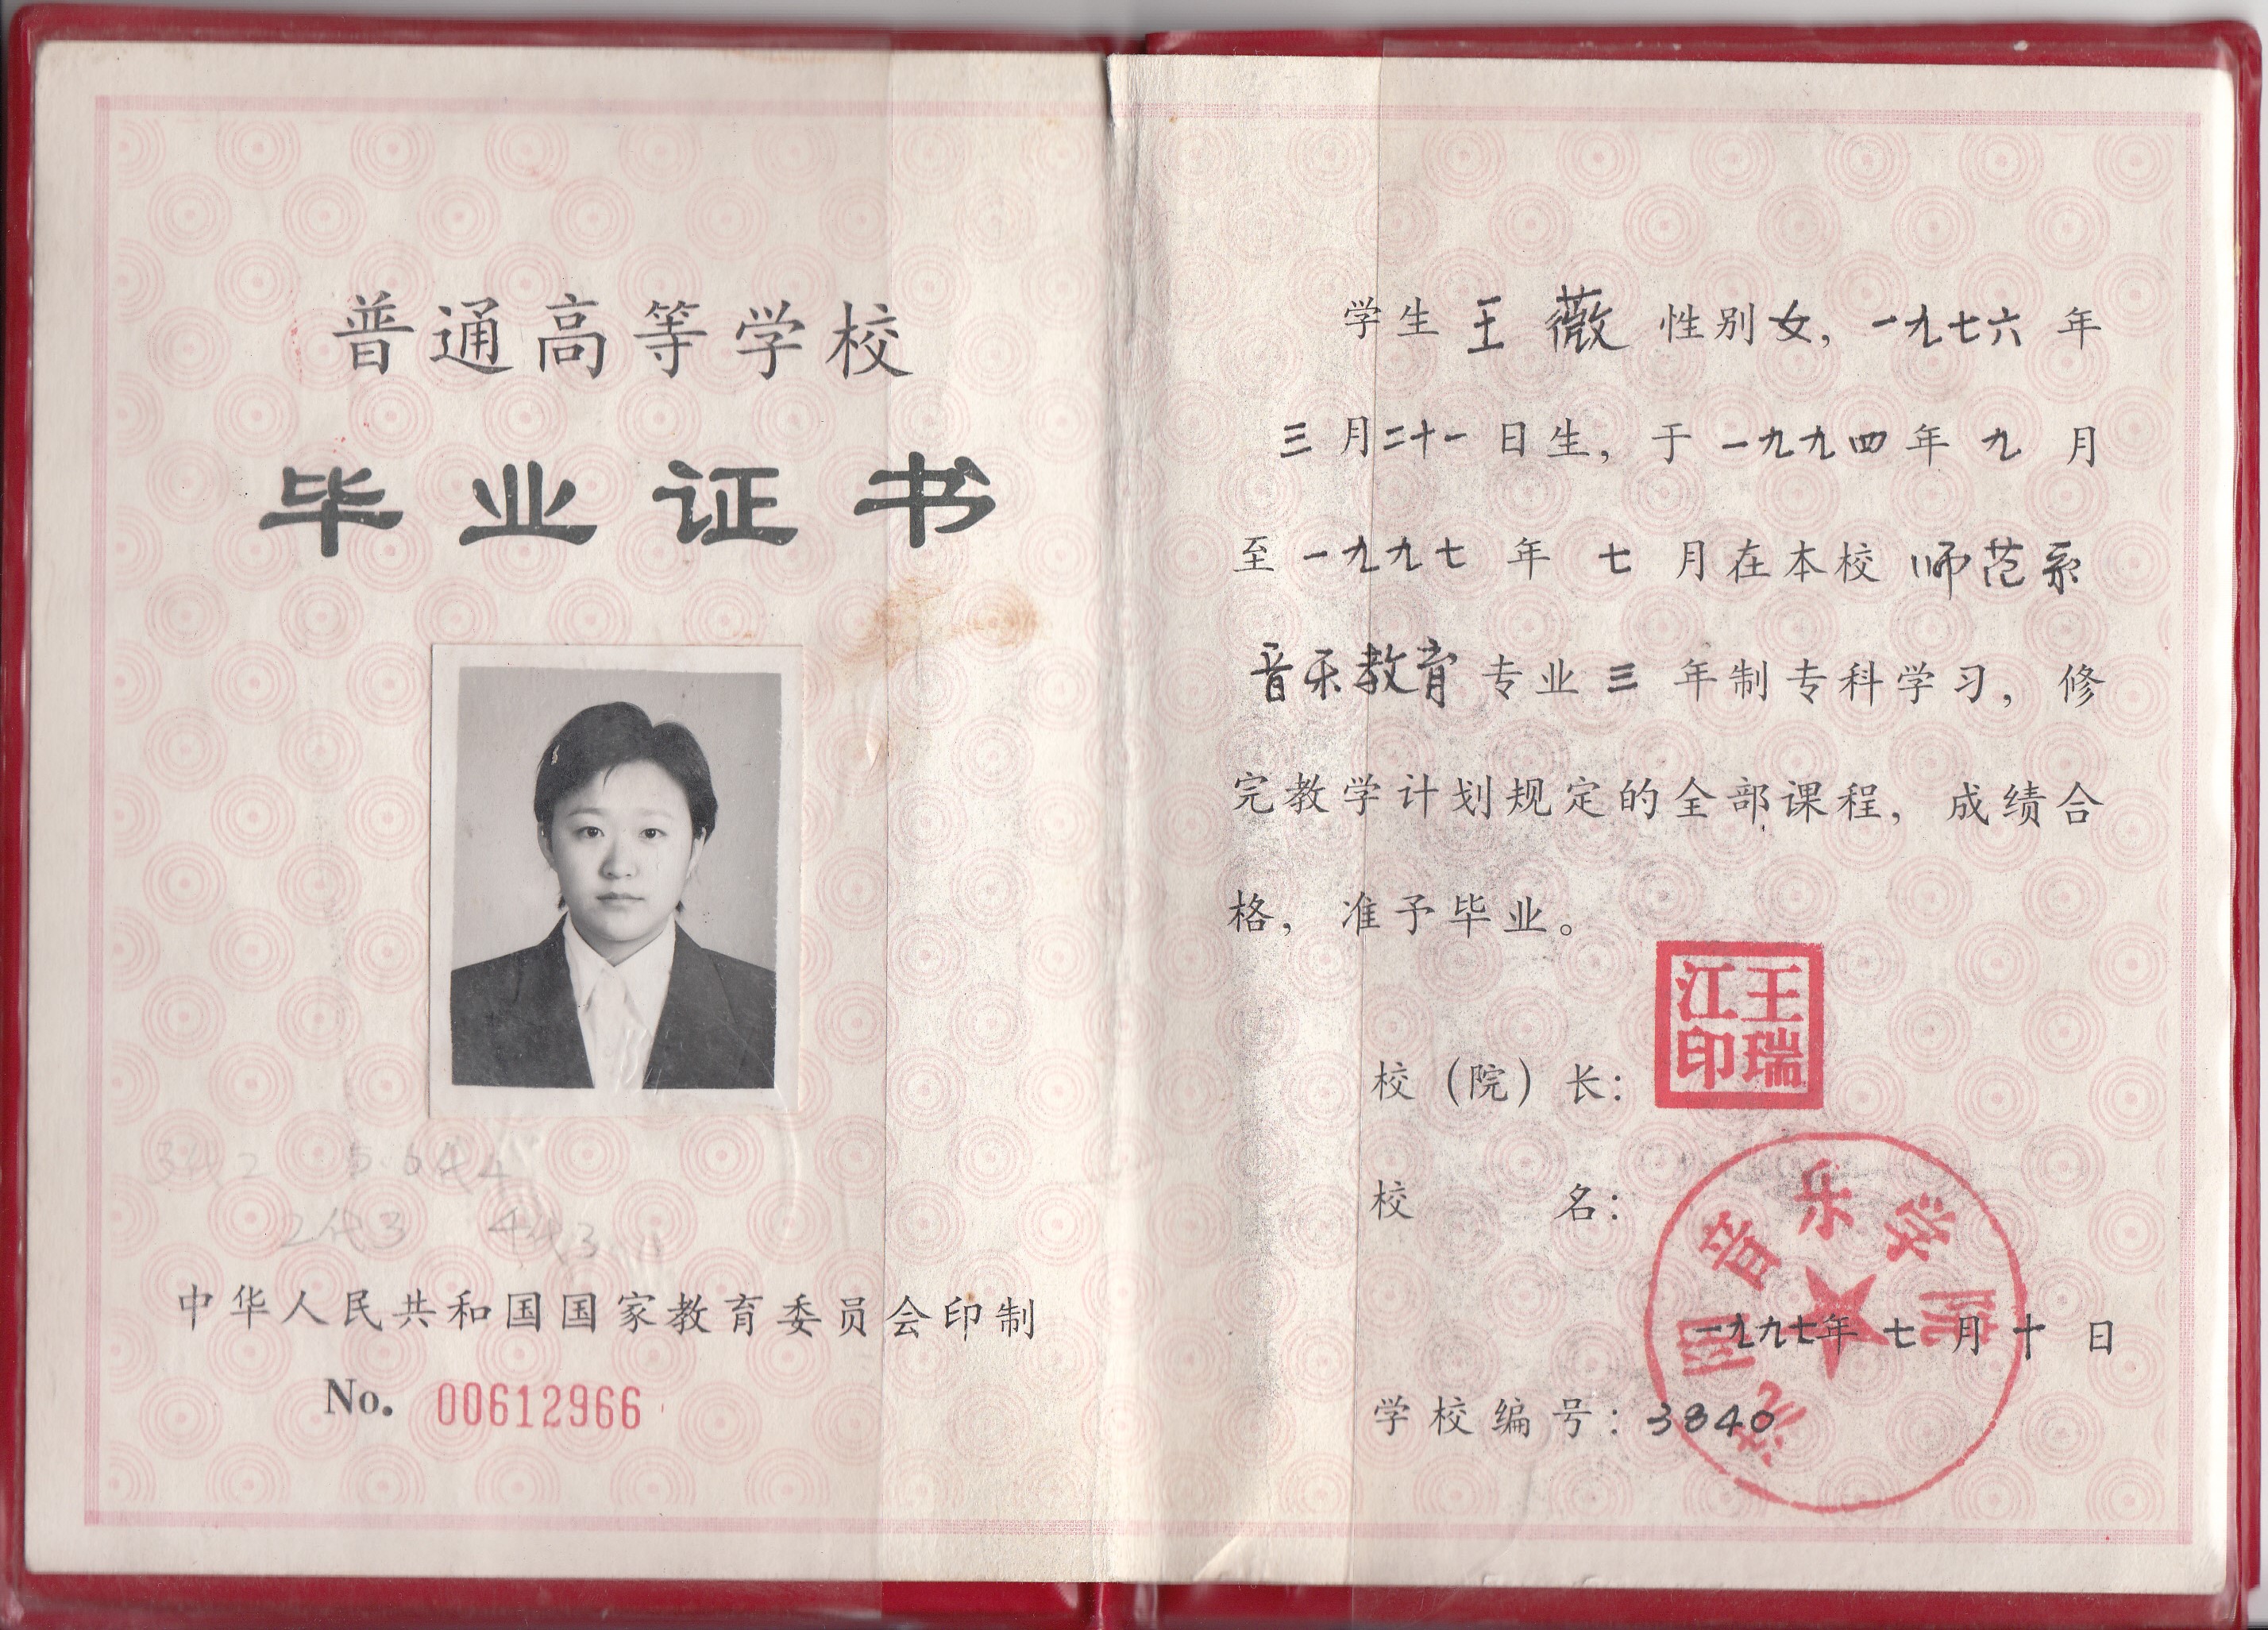 普通高等学校
毕业证书
3代2 5.6代4
2代3 4代3
中华人民共和国国家教育委员会印制
No. 00612966
学生 王薇 性别女，一九七六 年
三 月二十一 日生，于 一九九四 年 九 月
至 一九九七 年 七 月在本校 师范系
音乐教育 专业 三 年制专科学习，修
完教学计划规定的全部课程，成绩合
格，准予毕业。
校（院）长：
王瑞江印
校 名：
沈阳音乐学院
一九九七年 七 月 十 日
学校编号：3840